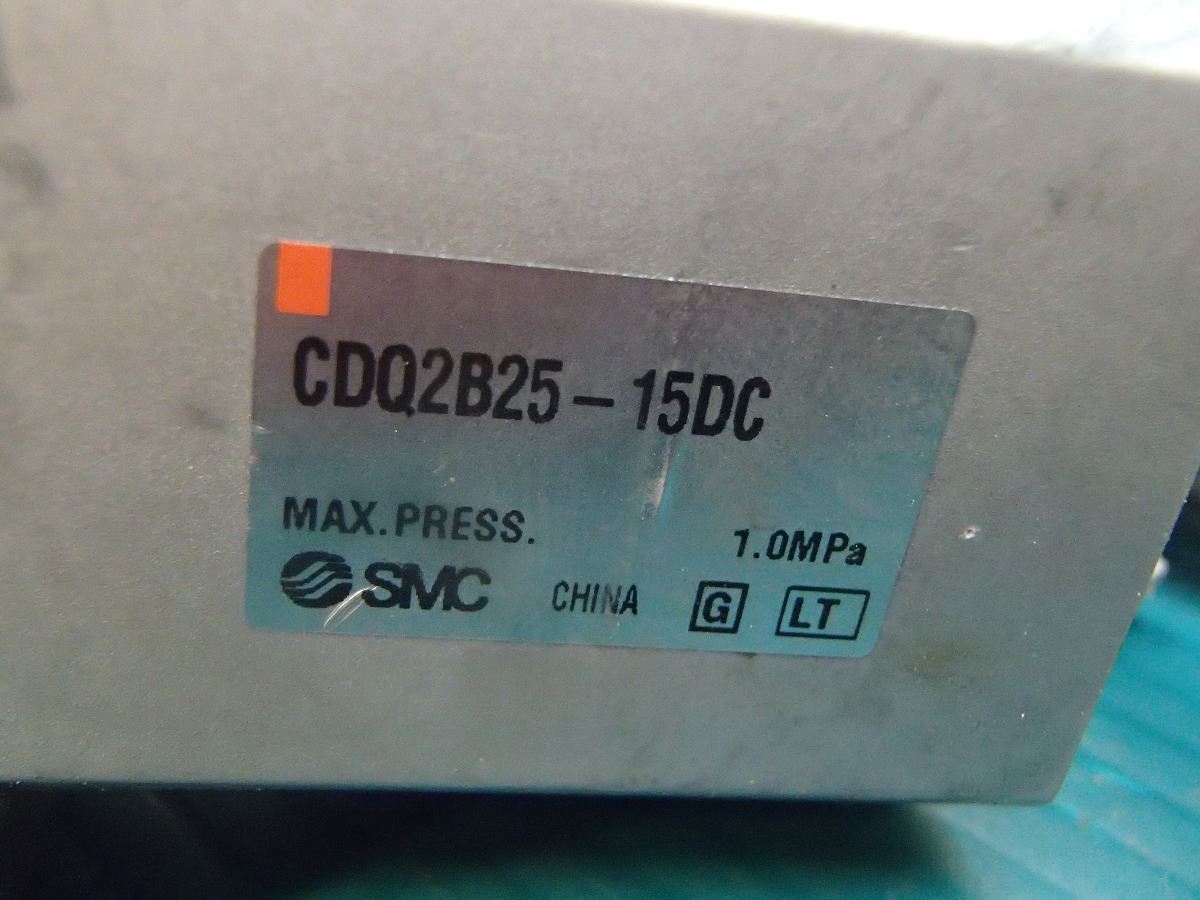 CDQ2B25-15DC
MAX.PRESS. 1.0MPa
SMC CHINA G LT